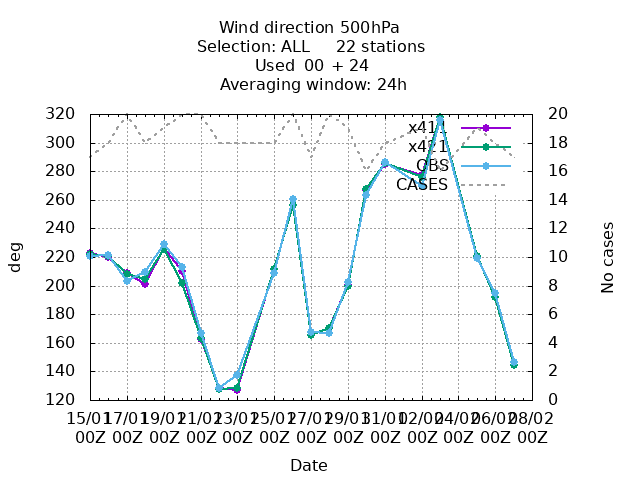 Wind direction 500hPa
Selection: ALL 22 stations
Used 00 + 24
Averaging window: 24h
320
300
280
260
240
220
200
180
160
140
120
deg
20
18
16
14
12
10
8
6
4
2
0
No cases
OBS
CASES
15/01 17/01 19/01 21/01 23/01 25/01 27/01 29/01 31/01 02/02 04/02 06/02 08/02
00Z 00Z 00Z 00Z 00Z 00Z 00Z 00Z 00Z 00Z 00Z 00Z 00Z
Date